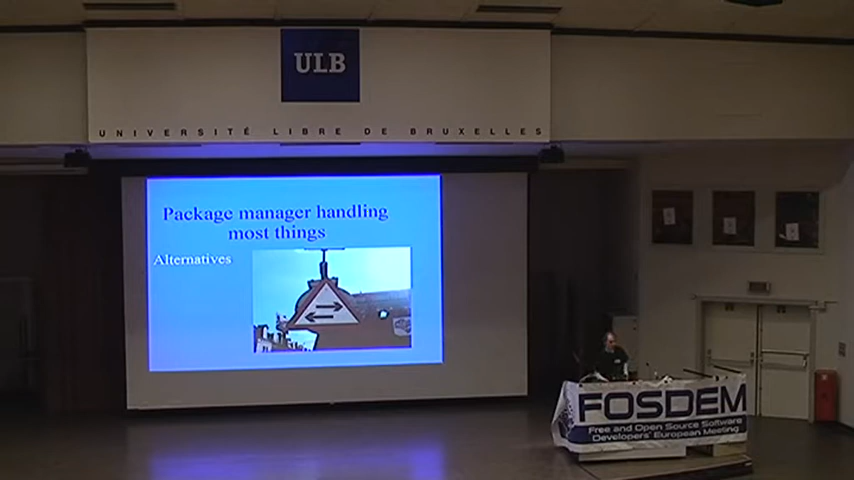 ULB
UNIVERSITÉ LIBRE DE BRUXELLES
Package manager handling
most things
Alternatives
FOSDEM
Free and Open Source Software
Developers' European Meeting